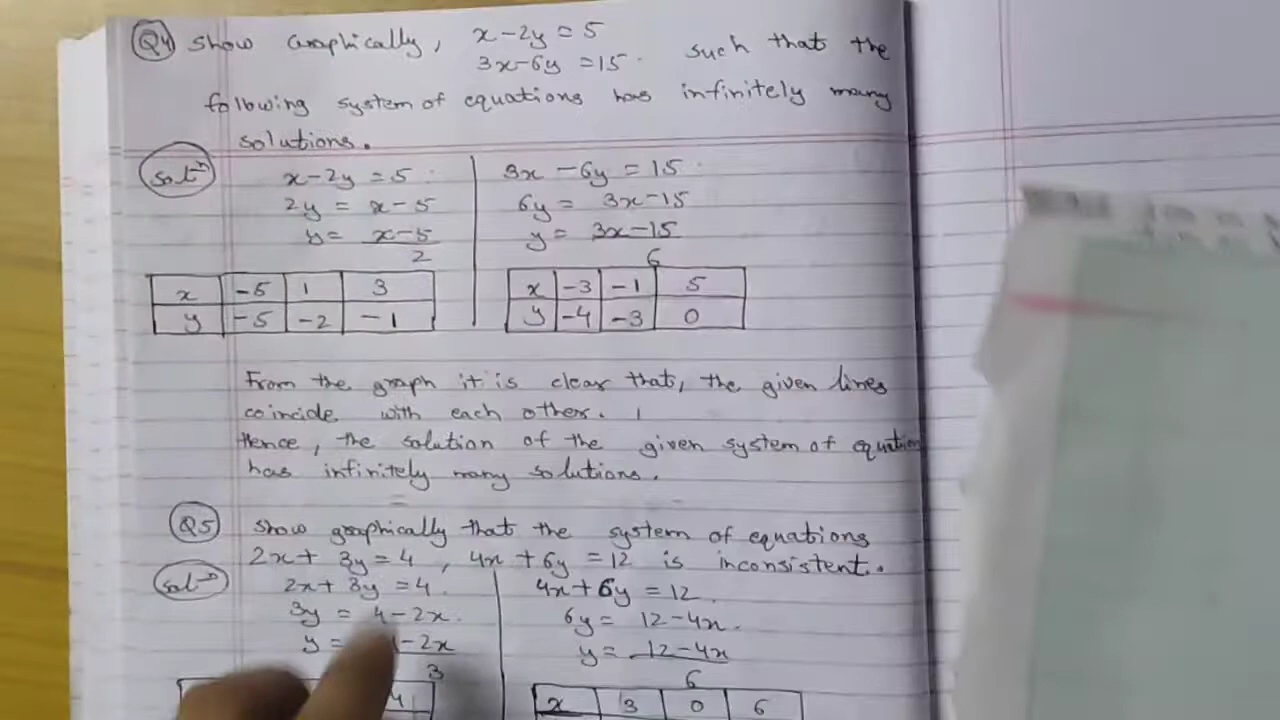 Q4 Show Graphically, x-2y = 5
3x-6y = 15. such that the
following system of equations has infinitely many
solutions.
Solⁿ x-2y = 5
2y = x-5
y = x-5
2
x -5 1 3
y -5 -2 -1
3x - 6y = 15
6y = 3x-15
y = 3x-15
6
x -3 -1 5
y -4 -3 0
From the graph it is clear that, the given lines
coincide with each other.
Hence, the solution of the given system of equation
has infinitely many solutions.
Q5 Show graphically that the system of equations
2x + 3y = 4, 4x + 6y = 12 is inconsistent.
Solⁿ 2x + 3y = 4
3y = 4-2x.
y = -2x
3
4x+6y = 12.
6y = 12-4x.
y = 12-4x
6
x 3 0 6